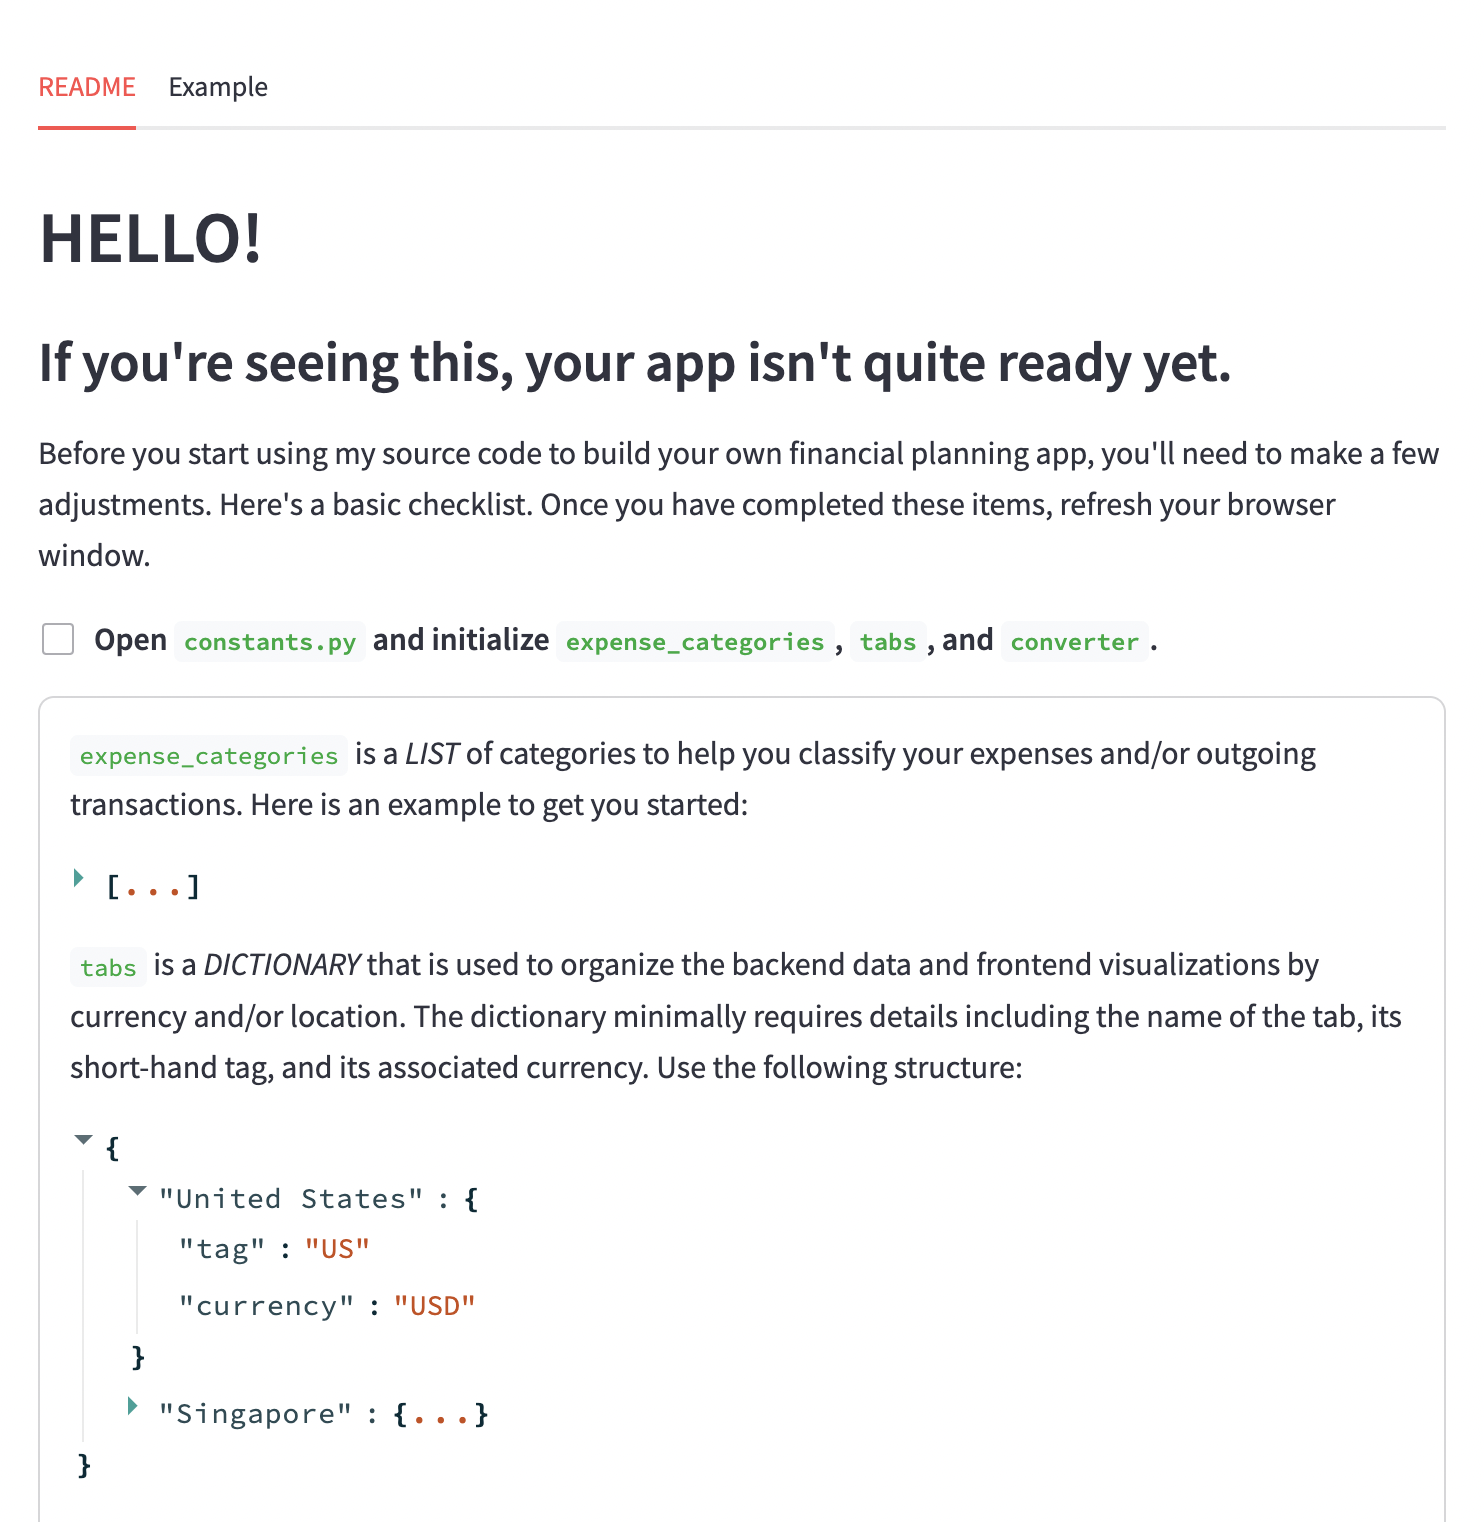 README Example
HELLO!
If you're seeing this, your app isn't quite ready yet.
Before you start using my source code to build your own financial planning app, you'll need to make a few
adjustments. Here's a basic checklist. Once you have completed these items, refresh your browser
window.
Open constants.py and initialize expense_categories , tabs , and converter .
expense_categories is a LIST of categories to help you classify your expenses and/or outgoing
transactions. Here is an example to get you started:
[...]
tabs is a DICTIONARY that is used to organize the backend data and frontend visualizations by
currency and/or location. The dictionary minimally requires details including the name of the tab, its
short-hand tag, and its associated currency. Use the following structure:
{
"United States" : {
"tag" : "US"
"currency" : "USD"
}
"Singapore" : {...}
}